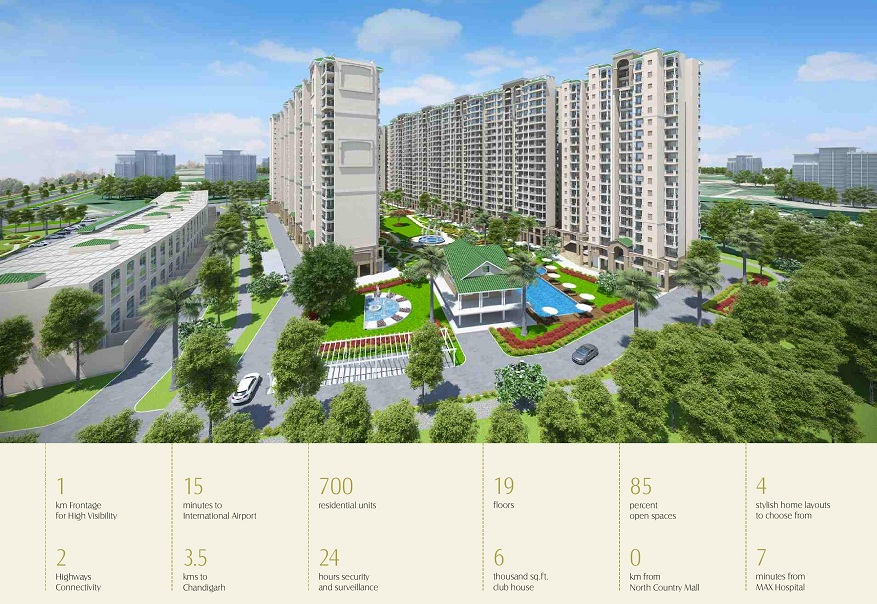 1
km Frontage
for High Visibility
15
minutes to
International Airport
700
residential units
19
floors
85
percent
open spaces
4
stylish home layouts
to choose from
2
Highways
Connectivity
3.5
kms to
Chandigarh
24
hours security
and surveillance
6
thousand sq.ft.
club house
0
km from
North Country Mall
7
minutes from
MAX Hospital